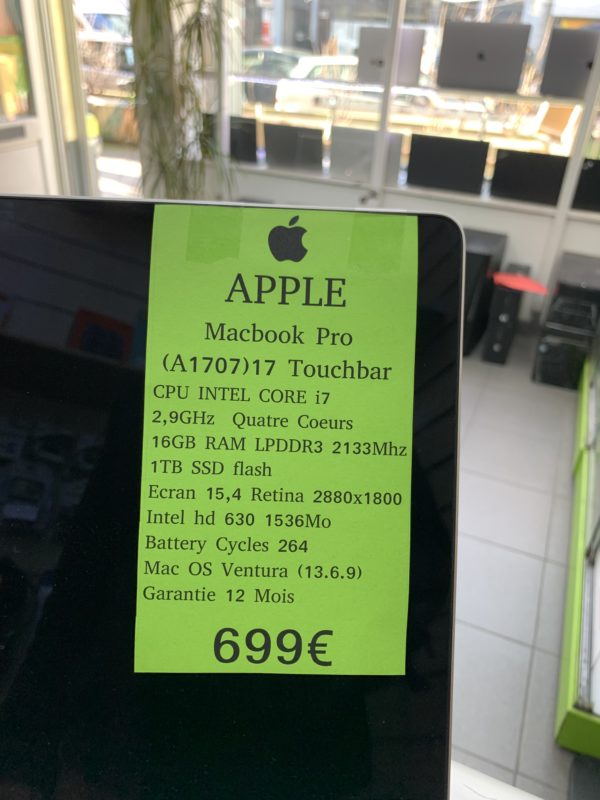 APPLE
Macbook Pro
(A1707)17 Touchbar
CPU INTEL CORE i7
2,9GHz Quatre Coeurs
16GB RAM LPDDR3 2133Mhz
1TB SSD flash
Ecran 15,4 Retina 2880x1800
Intel hd 630 1536Mo
Battery Cycles 264
Mac OS Ventura (13.6.9)
Garantie 12 Mois
699€